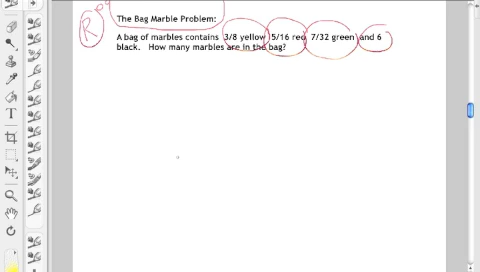 R
The Bag Marble Problem:
A bag of marbles contains 3/8 yellow 5/16 red 7/32 green and 6
black. How many marbles are in the bag?
T